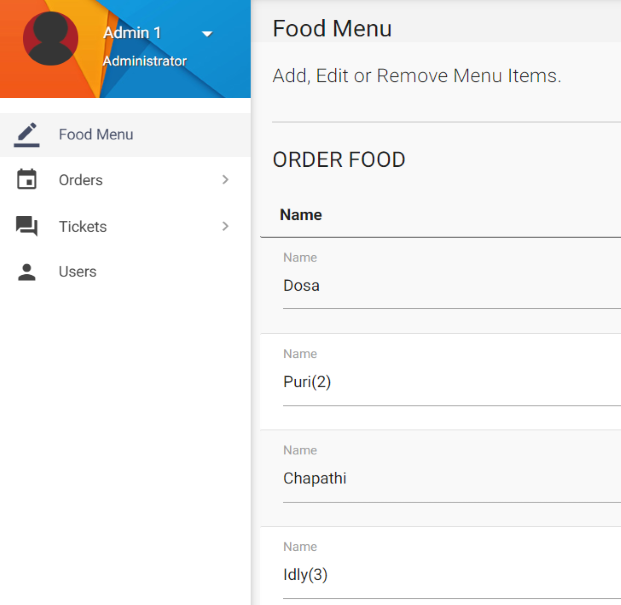 Admin 1
Administrator
Food Menu
Orders
Tickets
Users
Food Menu
Add, Edit or Remove Menu Items.
ORDER FOOD
Name
Name
Dosa
Name
Puri(2)
Name
Chapathi
Name
Idly(3)